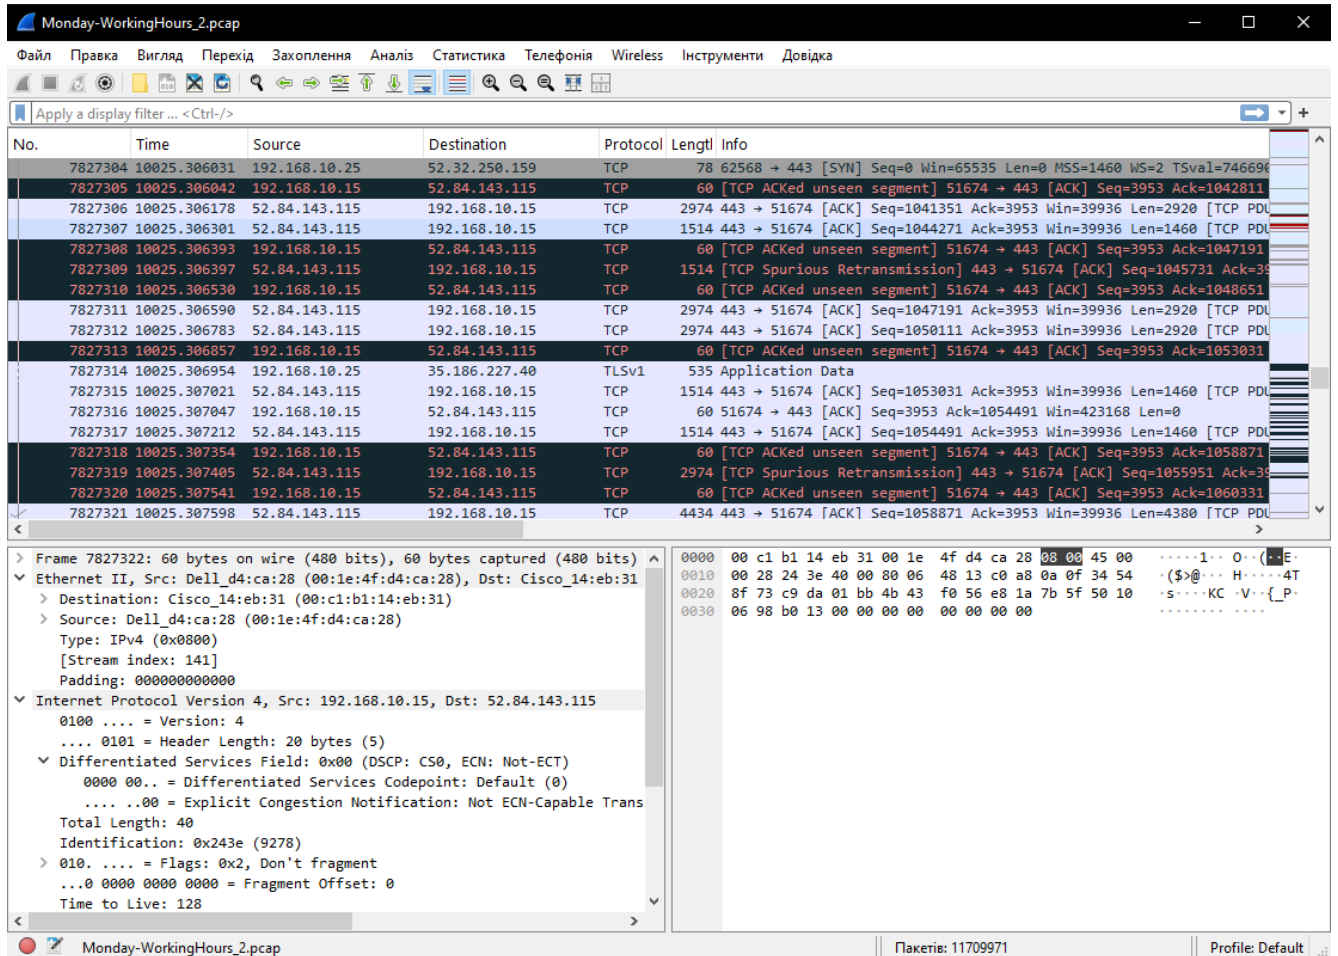 Monday-WorkingHours_2.pcap
Файл Правка Вигляд Перехід Захоплення Аналіз Статистика Телефонія Wireless Інструменти Довідка
Apply a display filter ... <Ctrl-/>
No. Time Source Destination Protocol Lengtl Info
7827304 10025.306031 192.168.10.25 52.32.250.159 TCP 78 62568 → 443 [SYN] Seq=0 Win=65535 Len=0 MSS=1460 WS=2 TSval=746690
7827305 10025.306042 192.168.10.15 52.84.143.115 TCP 60 [TCP ACKed unseen segment] 51674 → 443 [ACK] Seq=3953 Ack=1042811
7827306 10025.306178 52.84.143.115 192.168.10.15 TCP 2974 443 → 51674 [ACK] Seq=1041351 Ack=3953 Win=39936 Len=2920 [TCP PDU
7827307 10025.306301 52.84.143.115 192.168.10.15 TCP 1514 443 → 51674 [ACK] Seq=1044271 Ack=3953 Win=39936 Len=1460 [TCP PDU
7827308 10025.306393 192.168.10.15 52.84.143.115 TCP 60 [TCP ACKed unseen segment] 51674 → 443 [ACK] Seq=3953 Ack=1047191
7827309 10025.306397 52.84.143.115 192.168.10.15 TCP 1514 [TCP Spurious Retransmission] 443 → 51674 [ACK] Seq=1045731 Ack=39
7827310 10025.306530 192.168.10.15 52.84.143.115 TCP 60 [TCP ACKed unseen segment] 51674 → 443 [ACK] Seq=3953 Ack=1048651
7827311 10025.306590 52.84.143.115 192.168.10.15 TCP 2974 443 → 51674 [ACK] Seq=1047191 Ack=3953 Win=39936 Len=2920 [TCP PDU
7827312 10025.306783 52.84.143.115 192.168.10.15 TCP 2974 443 → 51674 [ACK] Seq=1050111 Ack=3953 Win=39936 Len=2920 [TCP PDU
7827313 10025.306857 192.168.10.15 52.84.143.115 TCP 60 [TCP ACKed unseen segment] 51674 → 443 [ACK] Seq=3953 Ack=1053031
7827314 10025.306954 192.168.10.25 35.186.227.40 TLSv1 535 Application Data
7827315 10025.307021 52.84.143.115 192.168.10.15 TCP 1514 443 → 51674 [ACK] Seq=1053031 Ack=3953 Win=39936 Len=1460 [TCP PDU
7827316 10025.307047 192.168.10.15 52.84.143.115 TCP 60 51674 → 443 [ACK] Seq=3953 Ack=1054491 Win=423168 Len=0
7827317 10025.307212 52.84.143.115 192.168.10.15 TCP 1514 443 → 51674 [ACK] Seq=1054491 Ack=3953 Win=39936 Len=1460 [TCP PDU
7827318 10025.307354 192.168.10.15 52.84.143.115 TCP 60 [TCP ACKed unseen segment] 51674 → 443 [ACK] Seq=3953 Ack=1058871
7827319 10025.307405 52.84.143.115 192.168.10.15 TCP 2974 [TCP Spurious Retransmission] 443 → 51674 [ACK] Seq=1055951 Ack=39
7827320 10025.307541 192.168.10.15 52.84.143.115 TCP 60 [TCP ACKed unseen segment] 51674 → 443 [ACK] Seq=3953 Ack=1060331
7827321 10025.307598 52.84.143.115 192.168.10.15 TCP 4434 443 → 51674 [ACK] Seq=1058871 Ack=3953 Win=39936 Len=4380 [TCP PDU
Frame 7827322: 60 bytes on wire (480 bits), 60 bytes captured (480 bits)
Ethernet II, Src: Dell_d4:ca:28 (00:1e:4f:d4:ca:28), Dst: Cisco_14:eb:31
Destination: Cisco_14:eb:31 (00:c1:b1:14:eb:31)
Source: Dell_d4:ca:28 (00:1e:4f:d4:ca:28)
Type: IPv4 (0x0800)
[Stream index: 141]
Padding: 000000000000
Internet Protocol Version 4, Src: 192.168.10.15, Dst: 52.84.143.115
0100 .... = Version: 4
.... 0101 = Header Length: 20 bytes (5)
Differentiated Services Field: 0x00 (DSCP: CS0, ECN: Not-ECT)
0000 00.. = Differentiated Services Codepoint: Default (0)
.... ..00 = Explicit Congestion Notification: Not ECN-Capable Trans
Total Length: 40
Identification: 0x243e (9278)
010. .... = Flags: 0x2, Don't fragment
...0 0000 0000 0000 = Fragment Offset: 0
Time to Live: 128
0000 00 c1 b1 14 eb 31 00 1e 4f d4 ca 28 08 00 45 00 ·····1·· O··(··E·
0010 00 28 24 3e 40 00 80 06 48 13 c0 a8 0a 0f 34 54 ·($>@··· H·····4T
0020 8f 73 c9 da 01 bb 4b 43 f0 56 e8 1a 7b 5f 50 10 ·s····KC ·V··{_P·
0030 06 98 b0 13 00 00 00 00 00 00 00 00 ········ ····
Monday-WorkingHours_2.pcap
Пакетів: 11709971
Profile: Default